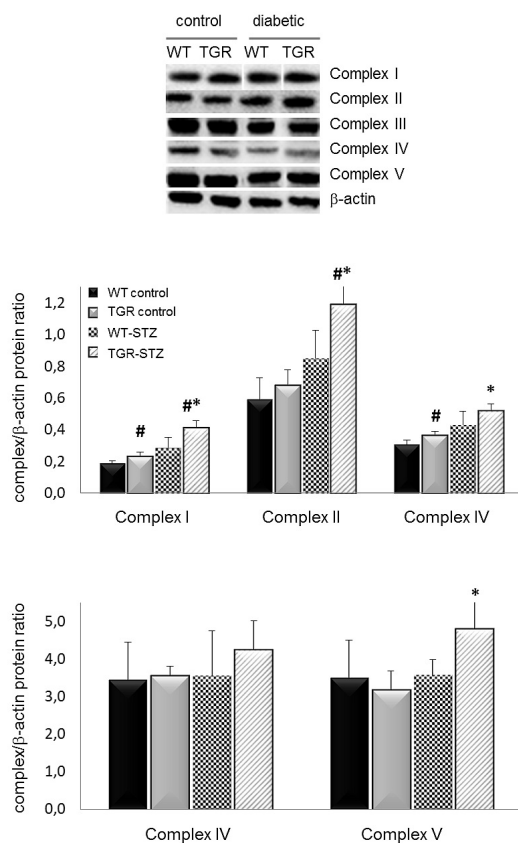 control diabetic
WT TGR WT TGR
Complex I
Complex II
Complex III
Complex IV
Complex V
β-actin
complex/β-actin protein ratio
1,2
1,0
0,8
0,6
0,4
0,2
0,0
WT control
TGR control
WT-STZ
TGR-STZ
#
#*
#*
#
*
Complex I Complex II Complex IV
complex/β-actin protein ratio
5,0
4,0
3,0
2,0
1,0
0,0
*
Complex IV Complex V